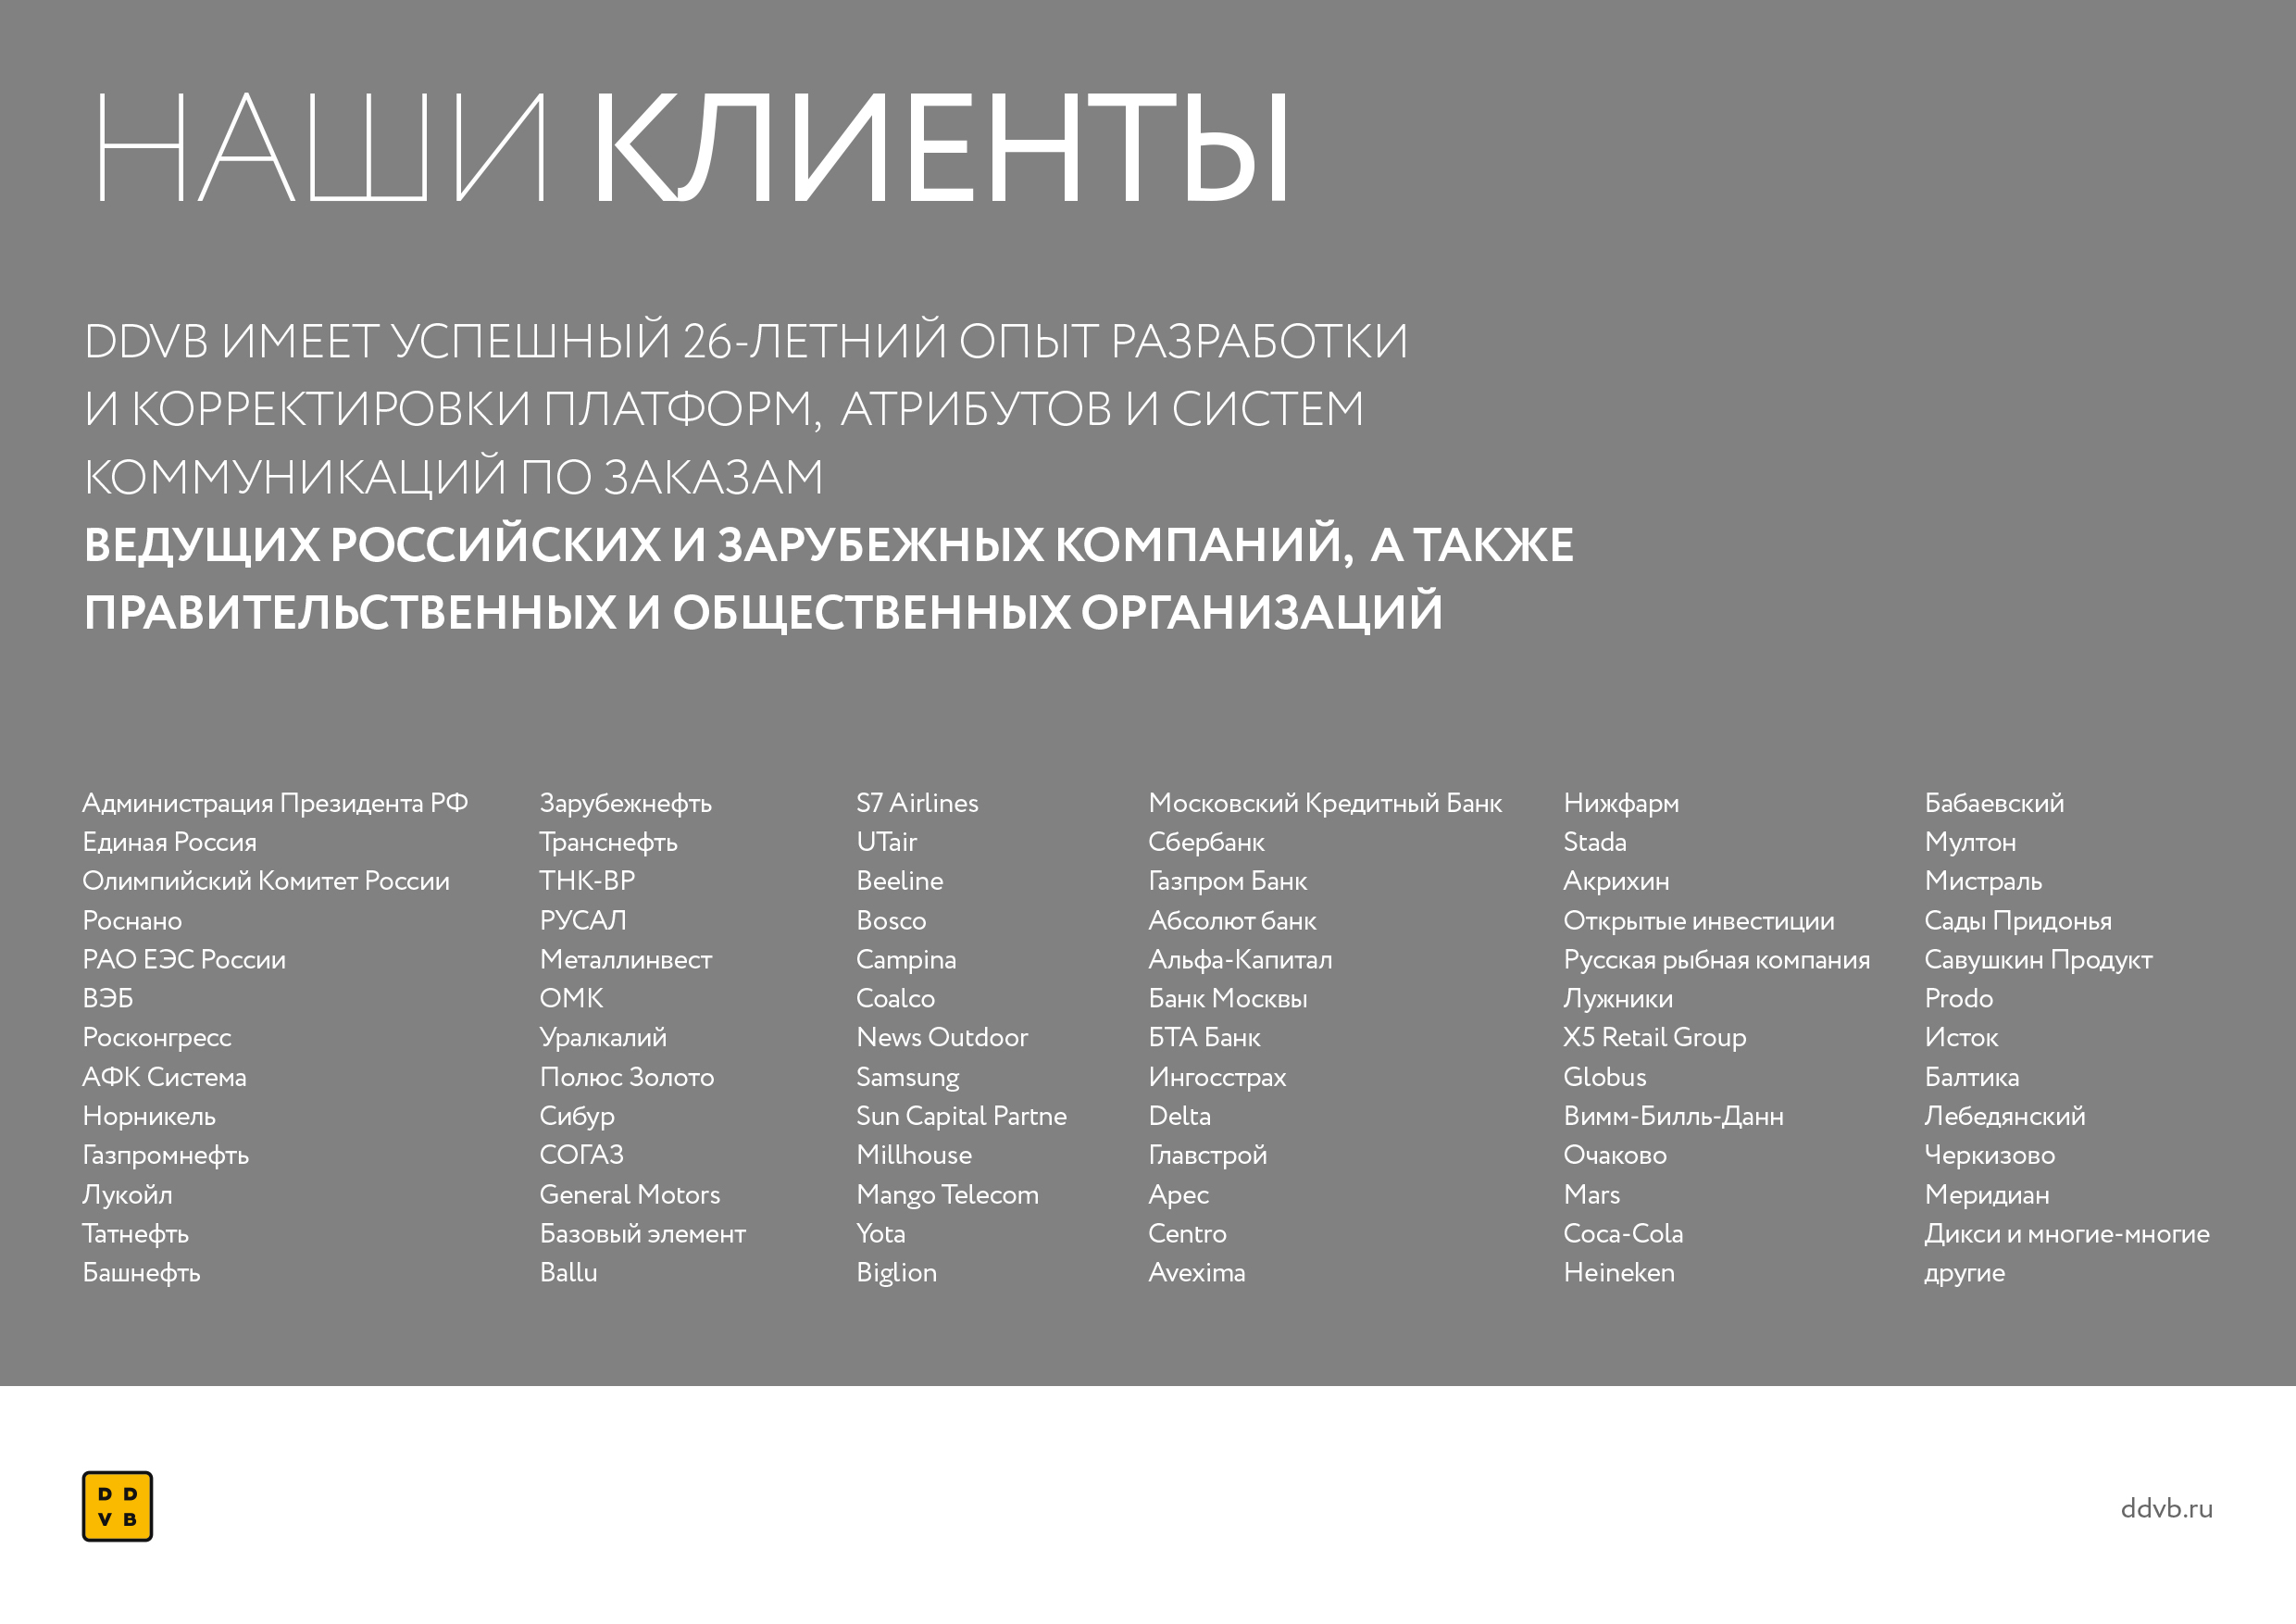 НАШИ КЛИЕНТЫ
DDVB ИМЕЕТ УСПЕШНЫЙ 26-ЛЕТНИЙ ОПЫТ РАЗРАБОТКИ
И КОРРЕКТИРОВКИ ПЛАТФОРМ, АТРИБУТОВ И СИСТЕМ
КОММУНИКАЦИЙ ПО ЗАКАЗАМ
ВЕДУЩИХ РОССИЙСКИХ И ЗАРУБЕЖНЫХ КОМПАНИЙ, А ТАКЖЕ
ПРАВИТЕЛЬСТВЕННЫХ И ОБЩЕСТВЕННЫХ ОРГАНИЗАЦИЙ
Администрация Президента РФ
Единая Россия
Олимпийский Комитет России
Роснано
РАО ЕЭС России
ВЭБ
Росконгресс
АФК Система
Норникель
Газпромнефть
Лукойл
Татнефть
Башнефть
Зарубежнефть
Транснефть
ТНК-BP
РУСАЛ
Металлинвест
ОМК
Уралкалий
Полюс Золото
Сибур
СОГАЗ
General Motors
Базовый элемент
Ballu
S7 Airlines
UTair
Beeline
Bosco
Campina
Coalco
News Outdoor
Samsung
Sun Capital Partne
Millhouse
Mango Telecom
Yota
Biglion
Московский Кредитный Банк
Сбербанк
Газпром Банк
Абсолют банк
Альфа-Капитал
Банк Москвы
БТА Банк
Ингосстрах
Delta
Главстрой
Арес
Centro
Avexima
Нижфарм
Stada
Акрихин
Открытые инвестиции
Русская рыбная компания
Лужники
X5 Retail Group
Globus
Вимм-Билль-Данн
Очаково
Mars
Coca-Cola
Heineken
Бабаевский
Мултон
Мистраль
Сады Придонья
Савушкин Продукт
Prodo
Исток
Балтика
Лебедянский
Черкизово
Меридиан
Дикси и многие-многие
другие
DD
VB
ddvb.ru